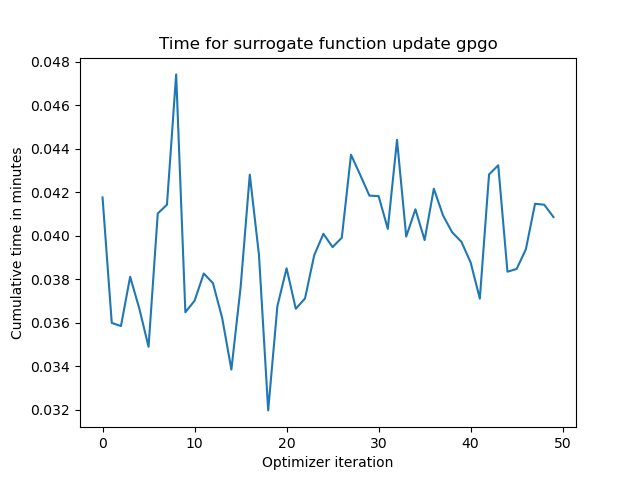 Time for surrogate function update gpgo
0.048
0.046
0.044
0.042
0.040
0.038
0.036
0.034
0.032
Cumulative time in minutes
0 10 20 30 40 50
Optimizer iteration